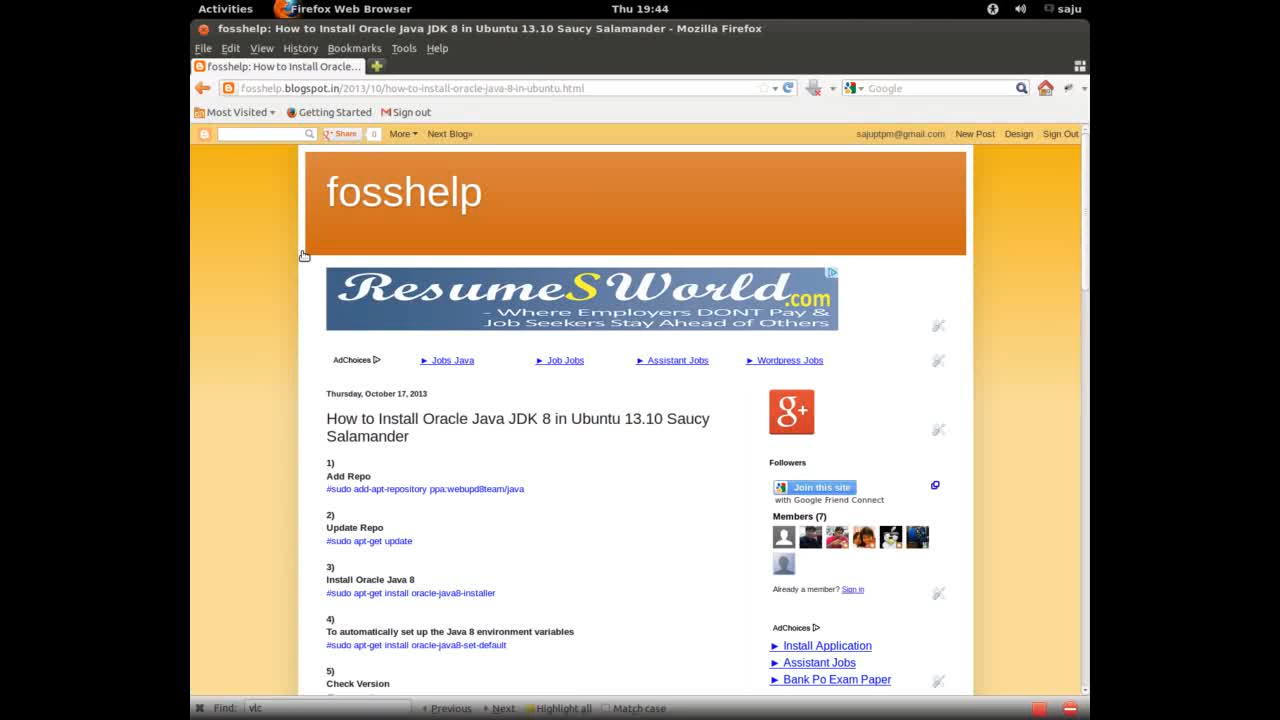 Activities Firefox Web Browser Thu 19:44 saju
fosshelp: How to Install Oracle Java JDK 8 in Ubuntu 13.10 Saucy Salamander - Mozilla Firefox
File Edit View History Bookmarks Tools Help
fosshelp: How to Install Oracle...
fosshelp.blogspot.in/2013/10/how-to-install-oracle-java-8-in-ubuntu.html Google
Most Visited Getting Started Sign out
Share 0 More Next Blog» sajuptpm@gmail.com New Post Design Sign Out
fosshelp
ResumeSWorld.com
- Where Employers DONT Pay &
Job Seekers Stay Ahead of Others
AdChoices ► Jobs Java ► Job Jobs ► Assistant Jobs ► Wordpress Jobs
Thursday, October 17, 2013
How to Install Oracle Java JDK 8 in Ubuntu 13.10 Saucy
Salamander
1)
Add Repo
#sudo add-apt-repository ppa:webupd8team/java
2)
Update Repo
#sudo apt-get update
3)
Install Oracle Java 8
#sudo apt-get install oracle-java8-installer
4)
To automatically set up the Java 8 environment variables
#sudo apt-get install oracle-java8-set-default
5)
Check Version
g+
Followers
Join this site
with Google Friend Connect
Members (7)
Already a member? Sign in
AdChoices
► Install Application
► Assistant Jobs
► Bank Po Exam Paper
Find: vlc Previous Next Highlight all Match case